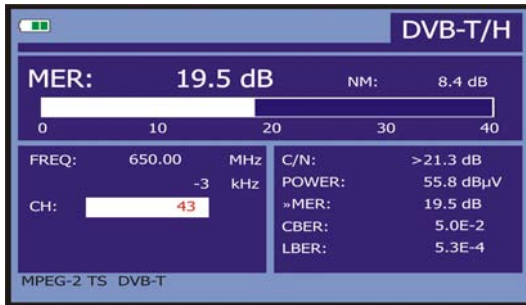 DVB-T/H
MER: 19.5 dB NM: 8.4 dB
0 10 20 30 40
FREQ: 650.00 MHz
-3 kHz
CH: 43
C/N: >21.3 dB
POWER: 55.8 dBµV
»MER: 19.5 dB
CBER: 5.0E-2
LBER: 5.3E-4
MPEG-2 TS DVB-T